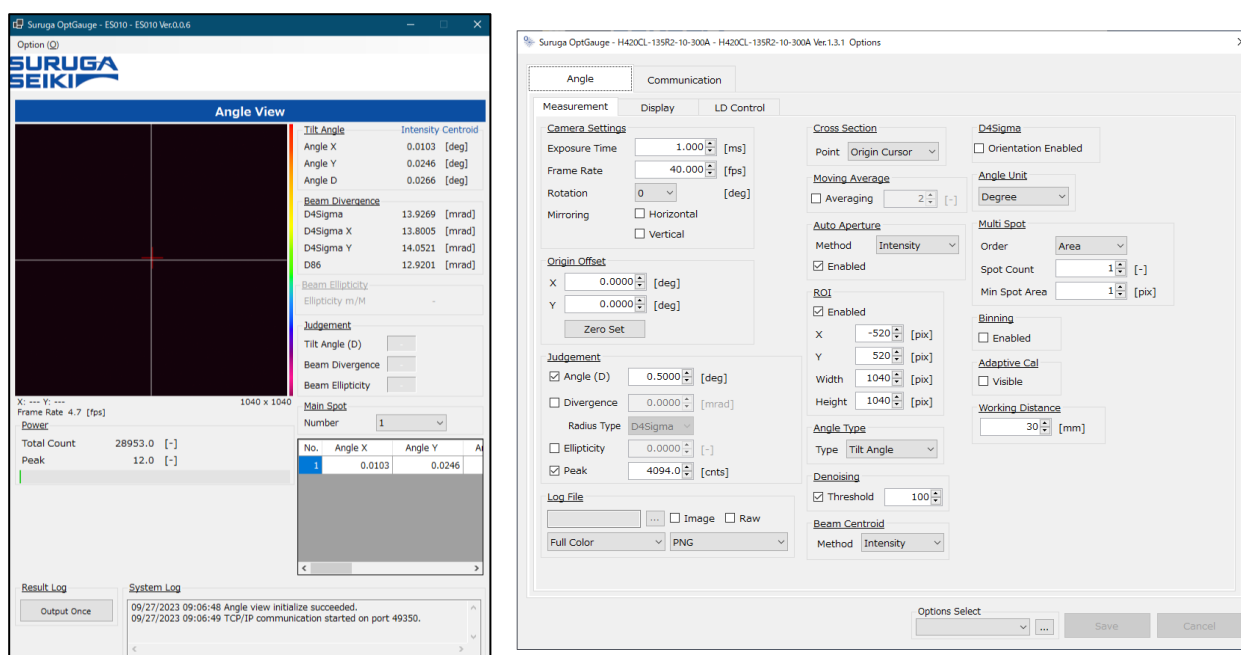 Suruga OptGauge - ES010 - ES010 Ver.0.0.6
Option (O)
SURUGA
SEIKI
Angle View
Tilt Angle Intensity Centroid
Angle X 0.0103 [deg]
Angle Y 0.0246 [deg]
Angle D 0.0266 [deg]
Beam Divergence
D4Sigma 13.9269 [mrad]
D4Sigma X 13.8005 [mrad]
D4Sigma Y 14.0521 [mrad]
D86 12.9201 [mrad]
Beam Ellipticity
Ellipticity m/M -
Judgement
Tilt Angle (D) -
Beam Divergence -
Beam Ellipticity -
X: --- Y: --- 1040 x 1040
Frame Rate 4.7 [fps]
Main Spot
Number 1
Power
Total Count 28953.0 [-]
Peak 12.0 [-]
No. Angle X Angle Y A
1 0.0103 0.0246
Result Log
Output Once
System Log
09/27/2023 09:06:48 Angle view initialize succeeded.
09/27/2023 09:06:49 TCP/IP communication started on port 49350.
Suruga OptGauge - H420CL-135R2-10-300A - H420CL-135R2-10-300A Ver.1.3.1 Options
Angle Communication
Measurement Display LD Control
Camera Settings
Exposure Time 1.000 [ms]
Frame Rate 40.000 [fps]
Rotation 0 [deg]
Mirroring Horizontal
Vertical
Origin Offset
X 0.0000 [deg]
Y 0.0000 [deg]
Zero Set
Judgement
Angle (D) 0.5000 [deg]
Divergence 0.0000 [mrad]
Radius Type D4Sigma
Ellipticity 0.0000 [-]
Peak 4094.0 [cnts]
Log File
... Image Raw
Full Color PNG
Cross Section
Point Origin Cursor
Moving Average
Averaging 2 [-]
Auto Aperture
Method Intensity
Enabled
ROI
Enabled
X -520 [pix]
Y 520 [pix]
Width 1040 [pix]
Height 1040 [pix]
Angle Type
Type Tilt Angle
Denoising
Threshold 100
Beam Centroid
Method Intensity
D4Sigma
Orientation Enabled
Angle Unit
Degree
Multi Spot
Order Area
Spot Count 1 [-]
Min Spot Area 1 [pix]
Binning
Enabled
Adaptive Cal
Visible
Working Distance
30 [mm]
Options Select
... Save Cancel